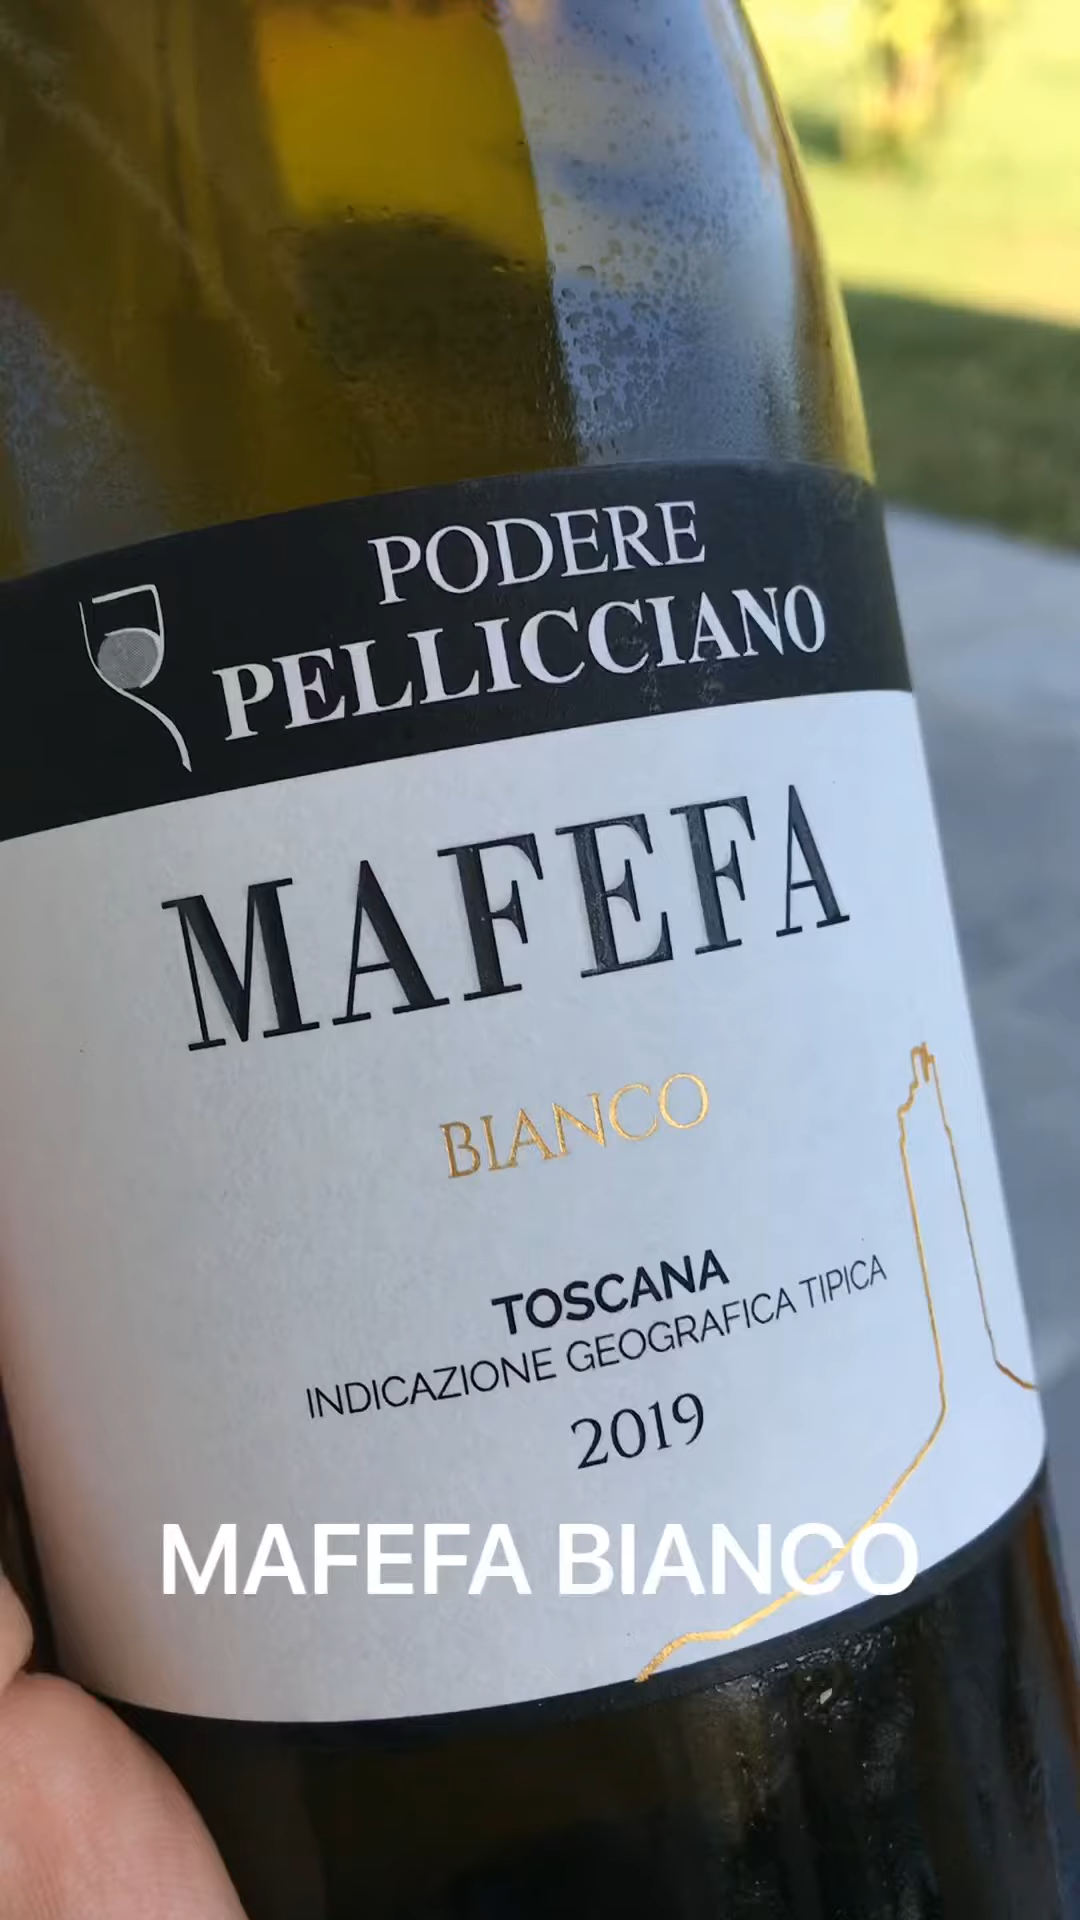 PODERE
PELLICCIANO
MAFEFA
BIANCO
TOSCANA
INDICAZIONE GEOGRAFICA TIPICA
2019
MAFEFA BIANCO